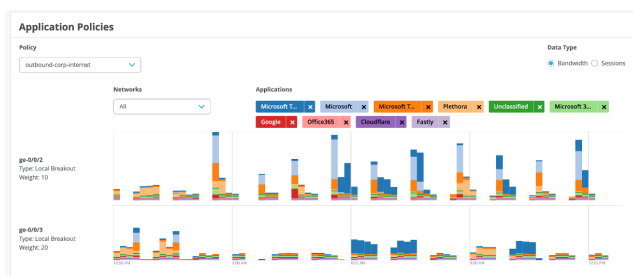 Application Policies
Policy
Data Type
outbound-corp-internet
Bandwidth
Sessions
Networks
Applications
All
Microsoft T...
Microsoft
Microsoft T...
Plethora
Unclassified
Microsoft 3...
Google
Office365
Cloudflare
Fastly
ge-0/0/2
Type: Local Breakout
Weight: 10
ge-0/0/3
Type: Local Breakout
Weight: 20